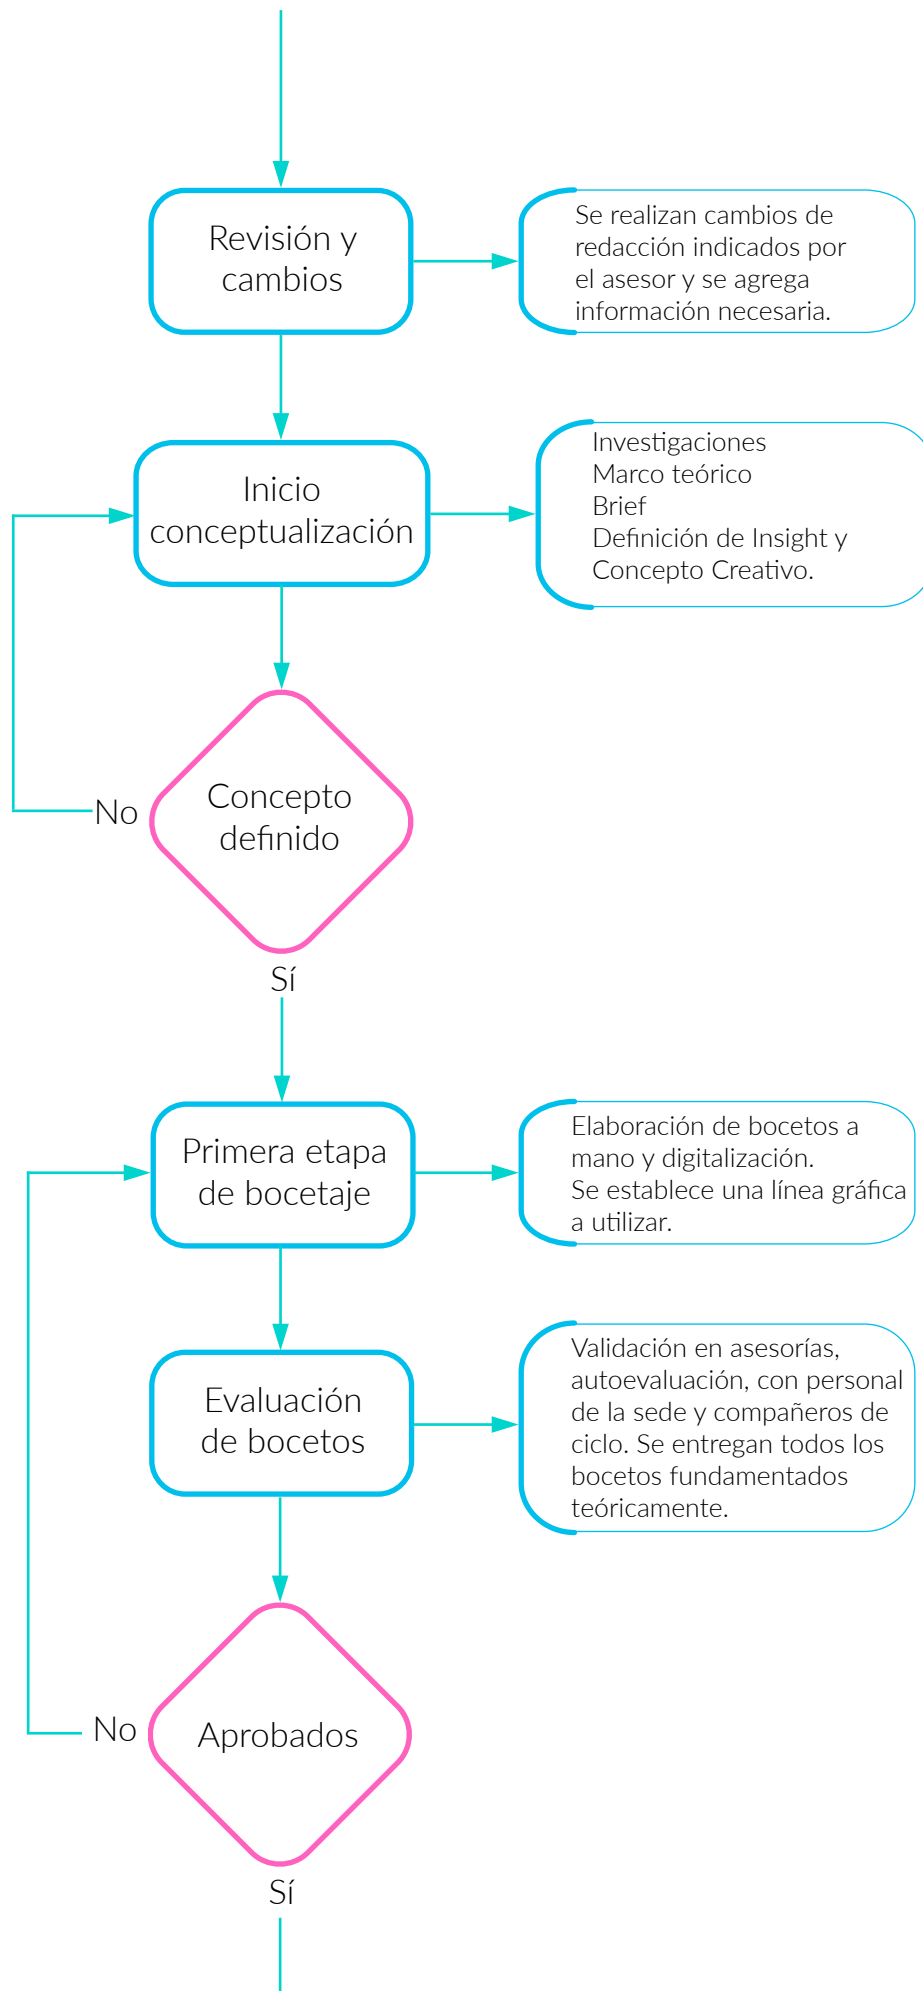 Revisión y
cambios
Se realizan cambios de
redacción indicados por
el asesor y se agrega
información necesaria.
Inicio
conceptualización
Investigaciones
Marco teórico
Brief
Definición de Insight y
Concepto Creativo.
Concepto
definido
No
Sí
Primera etapa
de bocetaje
Elaboración de bocetos a
mano y digitalización.
Se establece una línea gráfica
a utilizar.
Evaluación
de bocetos
Validación en asesorías,
autoevaluación, con personal
de la sede y compañeros de
ciclo. Se entregan todos los
bocetos fundamentados
teóricamente.
No
Aprobados
Sí